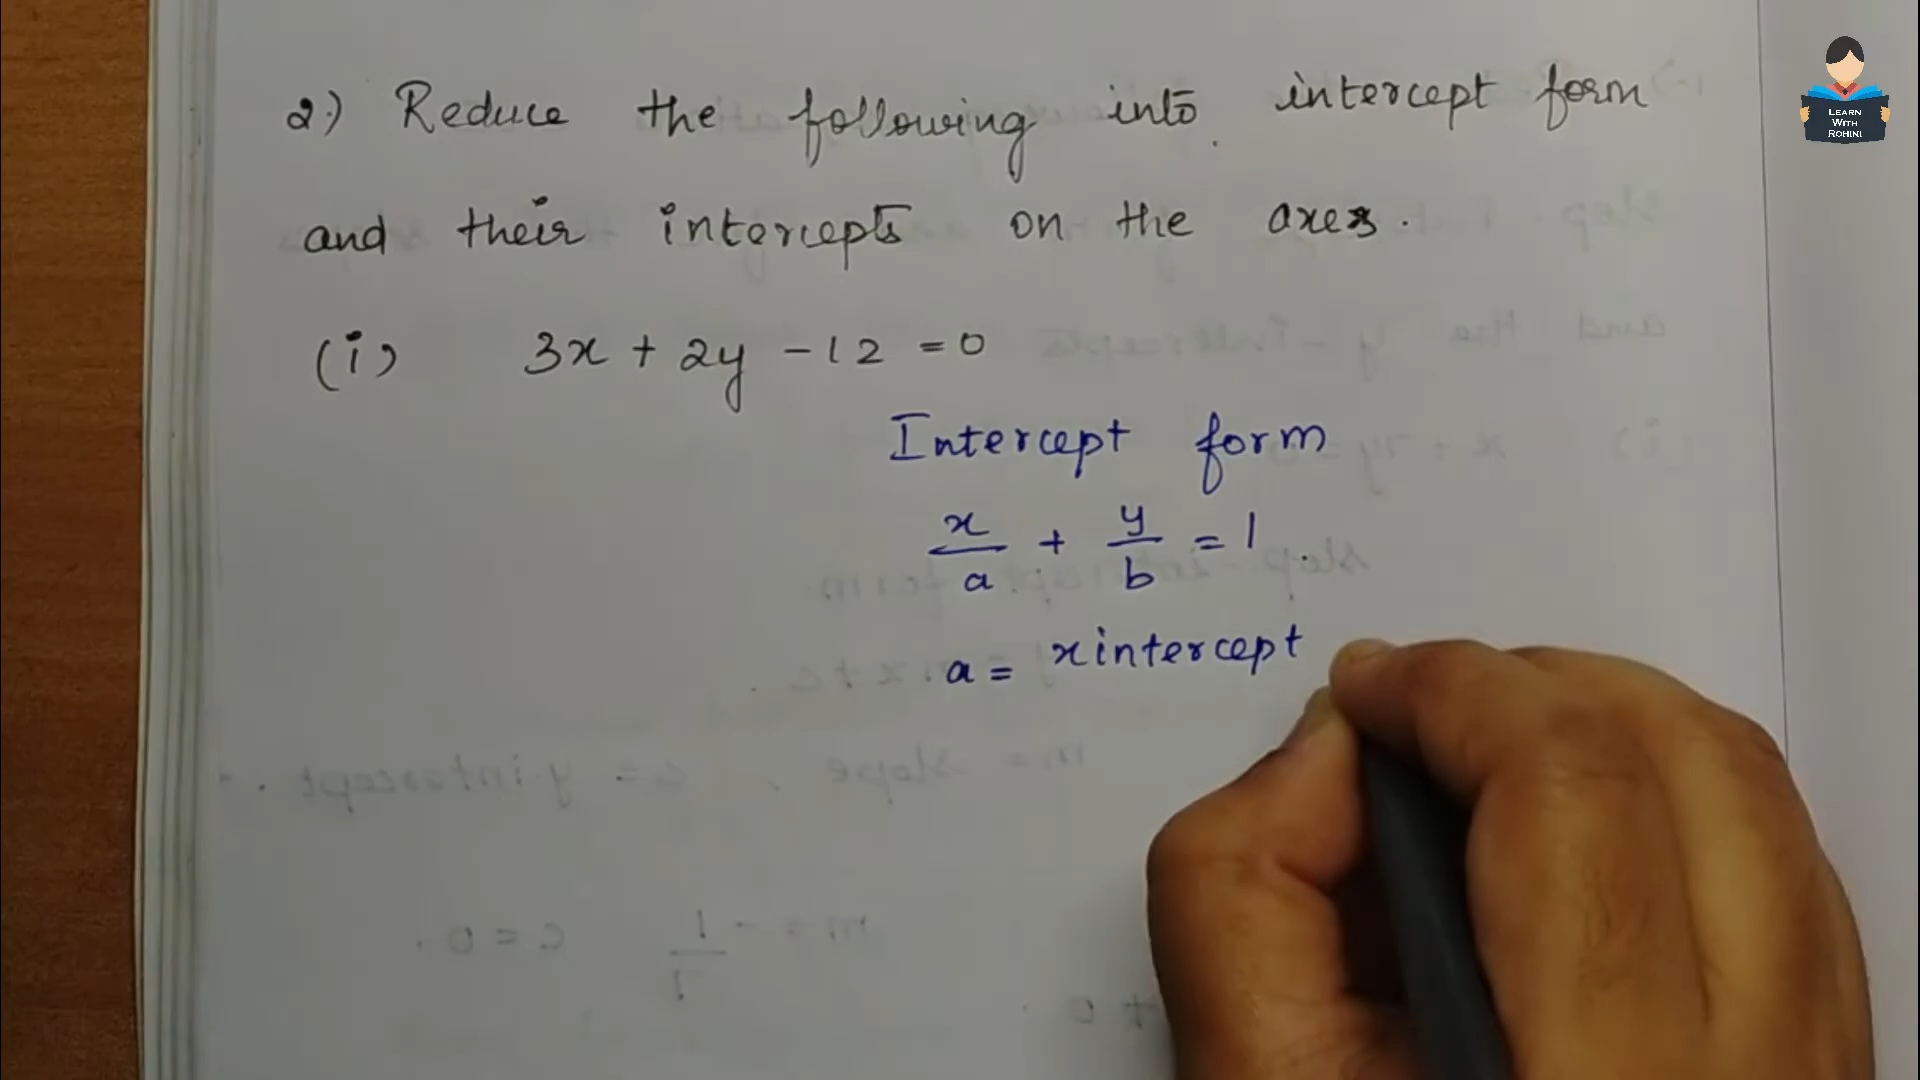 2.) Reduce the following into intercept form
and their intercepts on the axes.
(i) 3x + 2y - 12 = 0
Intercept form
x/a + y/b = 1.
a = x intercept
LEARN
WITH
ROHINI